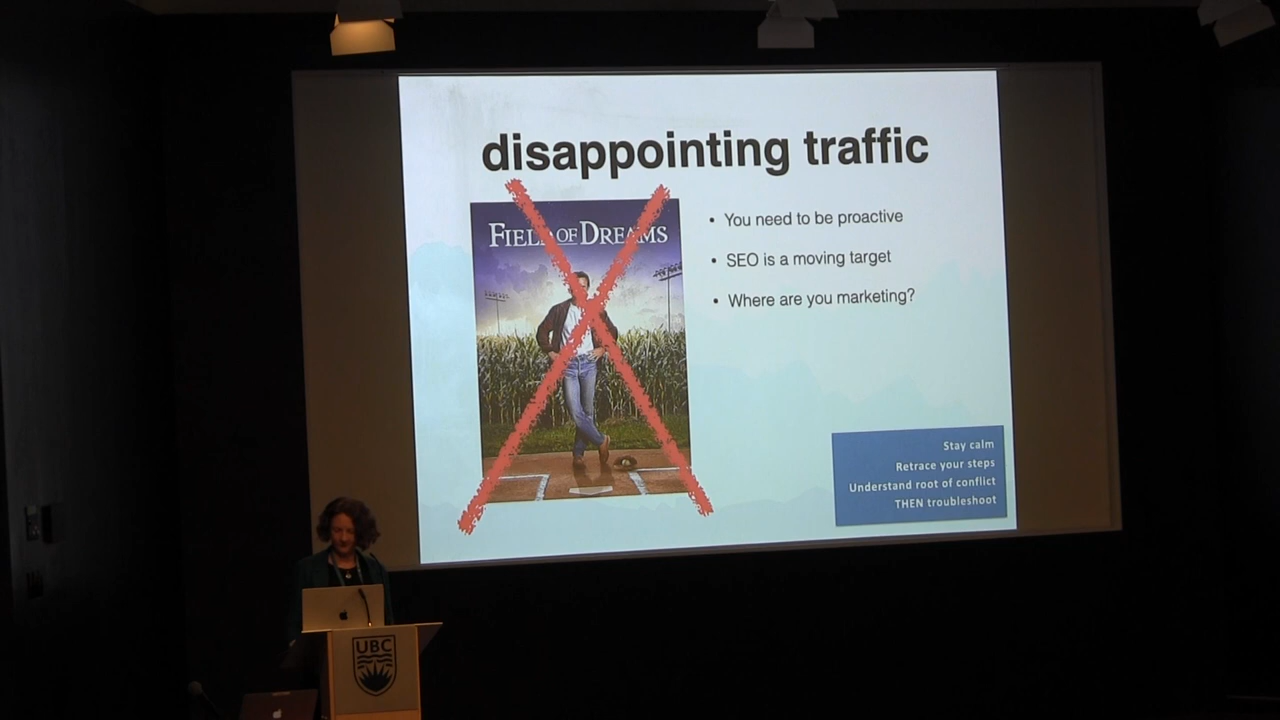 disappointing traffic
FIELD OF DREAMS
• You need to be proactive
• SEO is a moving target
• Where are you marketing?
Stay calm
Retrace your steps
Understand root of conflict
THEN troubleshoot
UBC